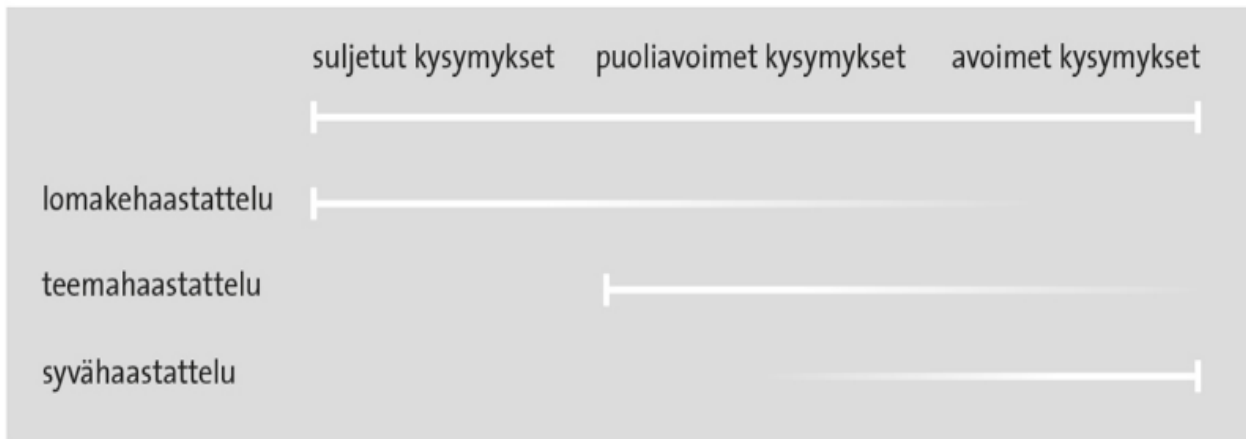 suljetut kysymykset puoliavoimet kysymykset avoimet kysymykset
lomakehaastattelu
teemahaastattelu
syvähaastattelu